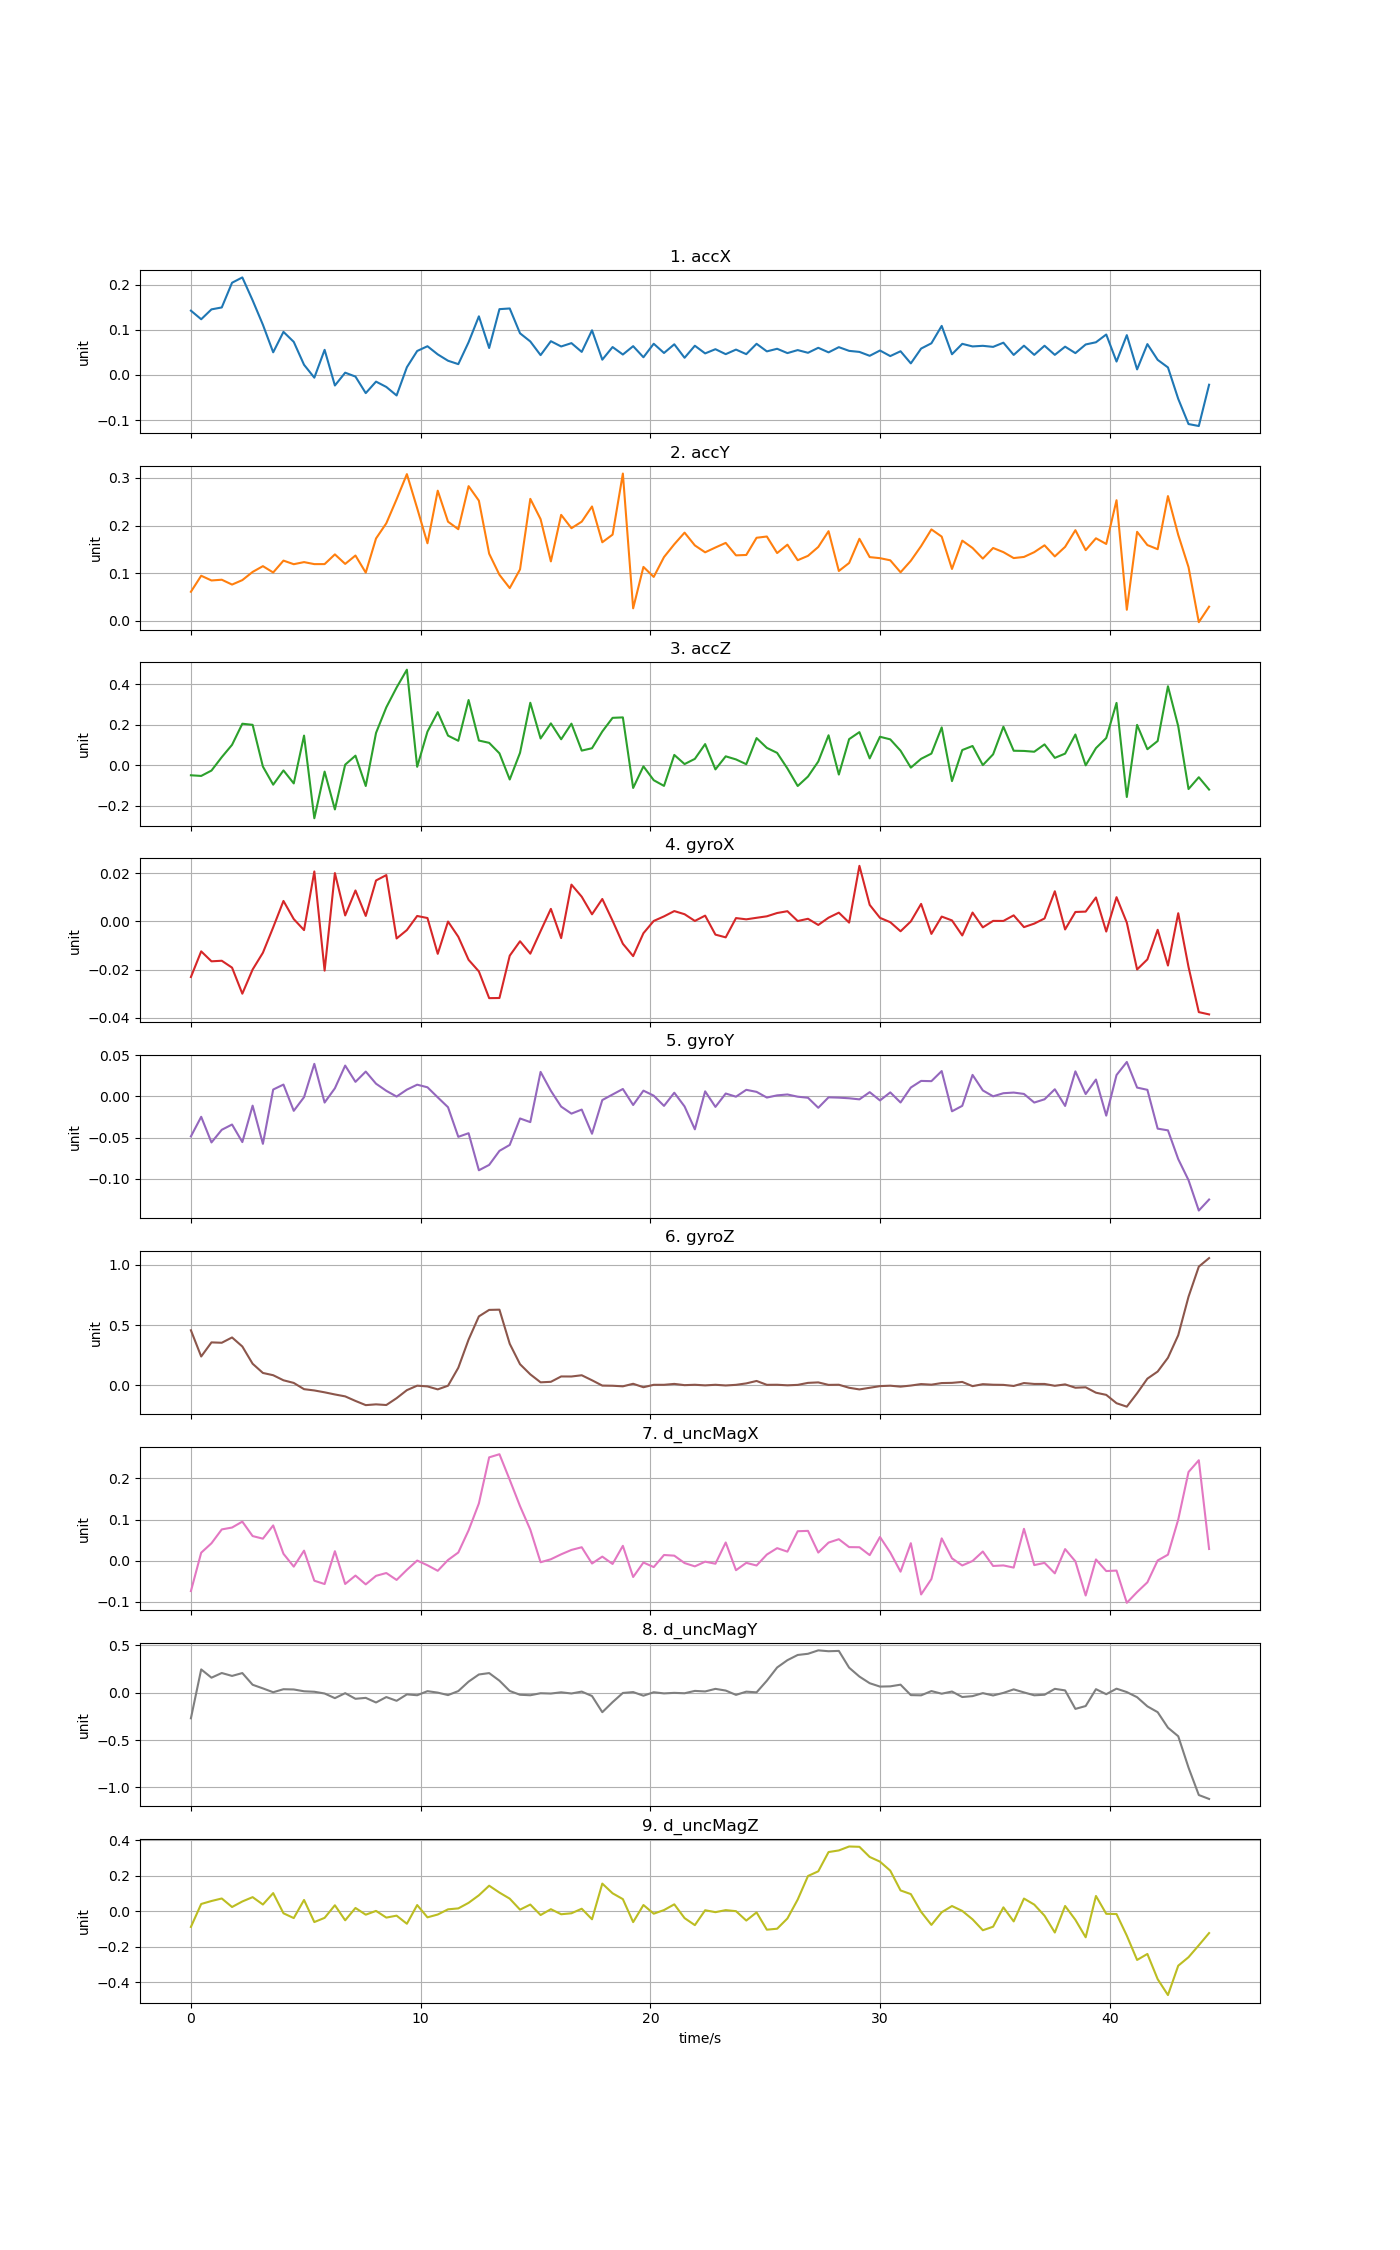 1. accX
0.2
0.1
0.0
−0.1
unit
2. accY
0.3
0.2
0.1
0.0
unit
3. accZ
0.4
0.2
0.0
−0.2
unit
4. gyroX
0.02
0.00
−0.02
−0.04
unit
5. gyroY
0.05
0.00
−0.05
−0.10
unit
6. gyroZ
1.0
0.5
0.0
unit
7. d_uncMagX
0.2
0.1
0.0
−0.1
unit
8. d_uncMagY
0.5
0.0
−0.5
−1.0
unit
9. d_uncMagZ
0.4
0.2
0.0
−0.2
−0.4
unit
0 10 20 30 40
time/s